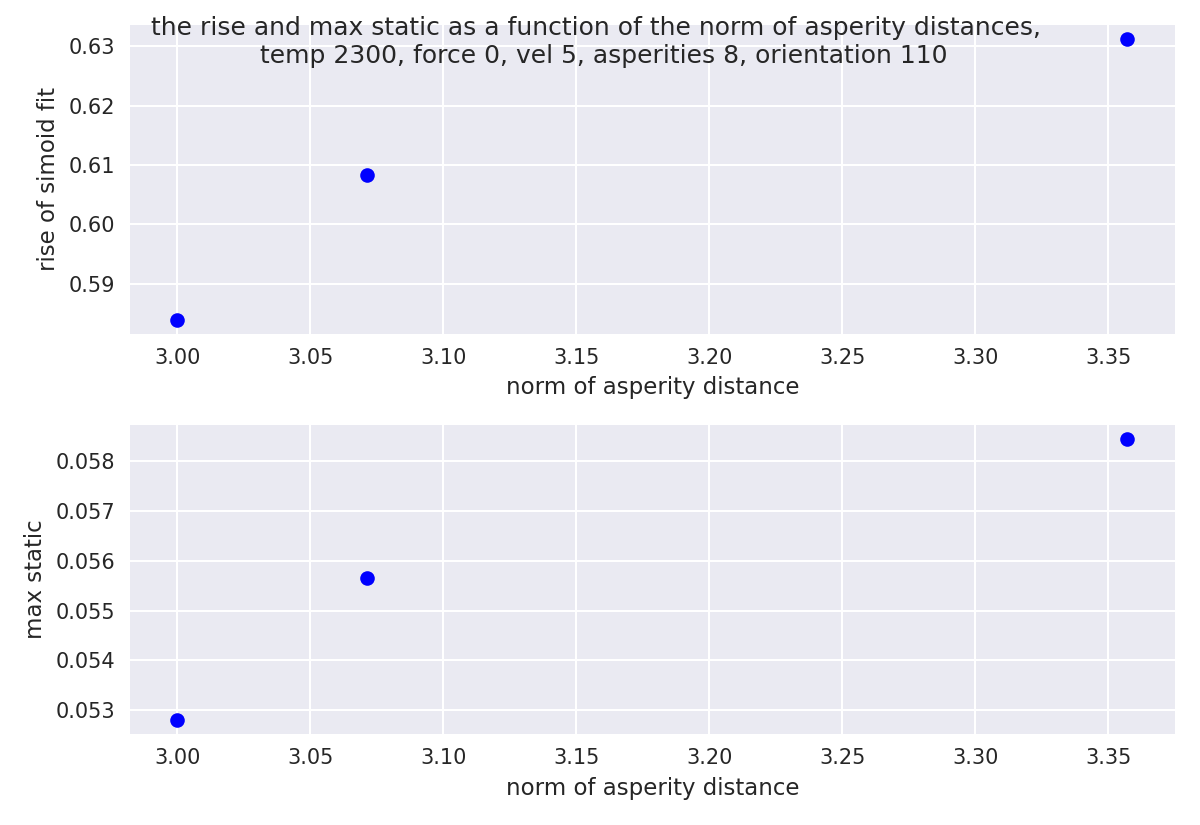 the rise and max static as a function of the norm of asperity distances,
temp 2300, force 0, vel 5, asperities 8, orientation 110
rise of simoid fit
0.63
0.62
0.61
0.60
0.59
3.00 3.05 3.10 3.15 3.20 3.25 3.30 3.35
norm of asperity distance
max static
0.058
0.057
0.056
0.055
0.054
0.053
3.00 3.05 3.10 3.15 3.20 3.25 3.30 3.35
norm of asperity distance